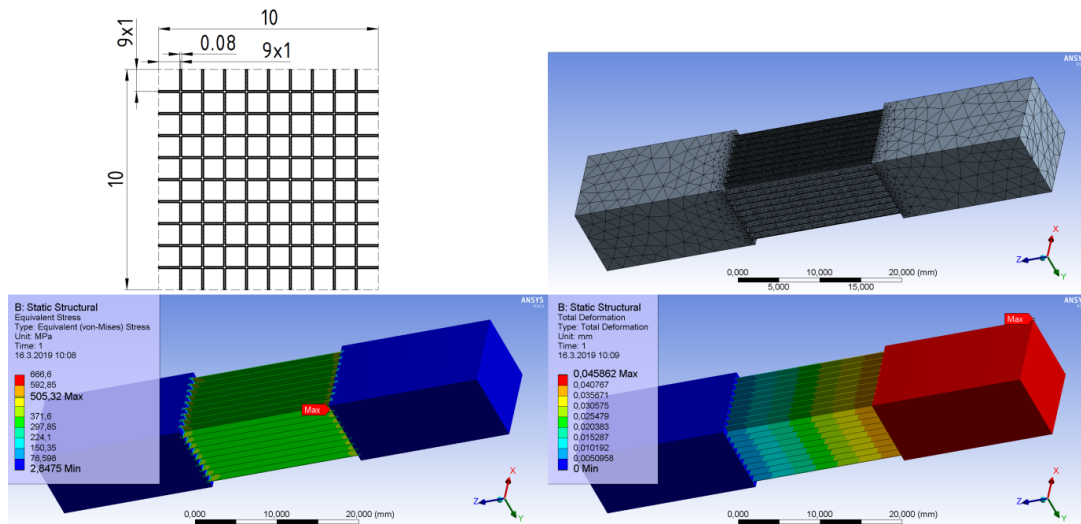 10
9x1
0.08
9x1
10
ANSYS
X
Z
Y
0,000
10,000
20,000 (mm)
5,000
15,000
B: Static Structural
Equivalent Stress
Type: Equivalent (von-Mises) Stress
Unit: MPa
Time: 1
16.3.2019 10:08
666,6
592,85
505,32 Max
371,6
297,85
224,1
150,35
76,598
2,8475 Min
Max
ANSYS
X
Z
Y
0,000
10,000
20,000 (mm)
B: Static Structural
Total Deformation
Type: Total Deformation
Unit: mm
Time: 1
16.3.2019 10:09
0,045862 Max
0,040767
0,035671
0,030575
0,025479
0,020383
0,015287
0,010192
0,0050958
0 Min
Max
ANSYS
X
Z
Y
0,000
10,000
20,000 (mm)